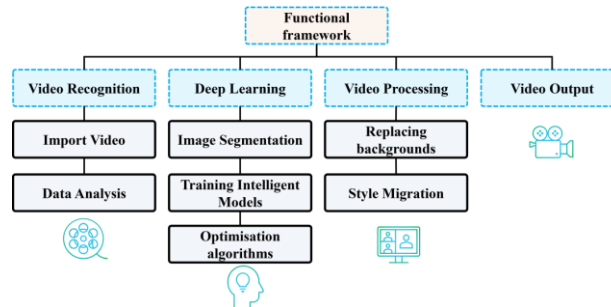 Functional
framework
Video Recognition
Deep Learning
Video Processing
Video Output
Import Video
Image Segmentation
Replacing
backgrounds
Data Analysis
Training Intelligent
Models
Style Migration
Optimisation
algorithms